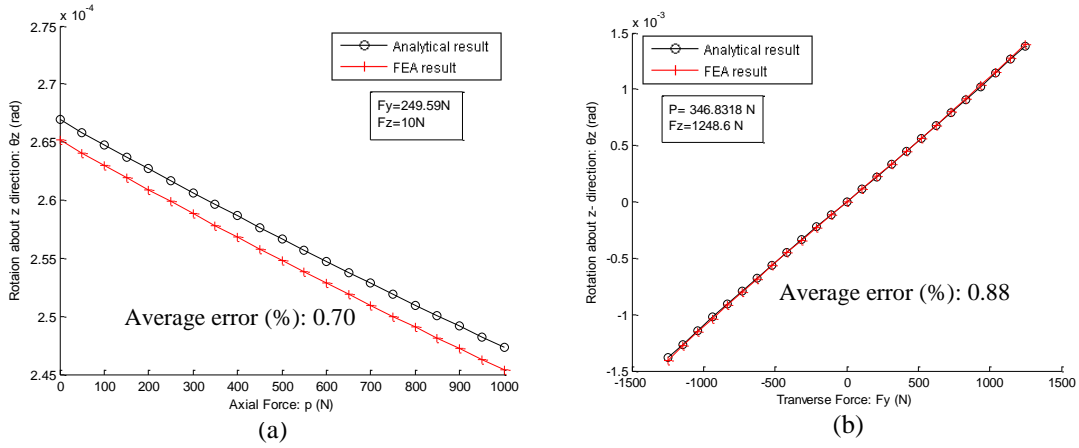 x 10⁻⁴
2.75
2.7
2.65
2.6
2.55
2.5
2.45
Rotaion about z direction: θz (rad)
Analytical result
FEA result
Fy=249.59N
Fz=10N
Average error (%): 0.70
0 100 200 300 400 500 600 700 800 900 1000
Axial Force: p (N)
(a)
x 10⁻³
1.5
1
0.5
0
-0.5
-1
-1.5
Rotation about z- direction: θz (rad)
Analytical result
FEA result
P= 346.8318 N
Fz=1248.6 N
Average error (%): 0.88
-1500 -1000 -500 0 500 1000 1500
Tranverse Force: Fy (N)
(b)